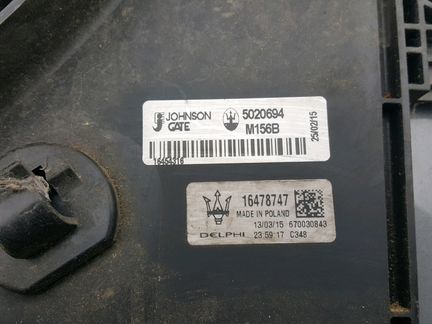 JOHNSON 5020694
GATE M156B
25/02/15
16454316
16478747
MADE IN POLAND
13/03/15 670030843
DELPHI 23:59:17 C348